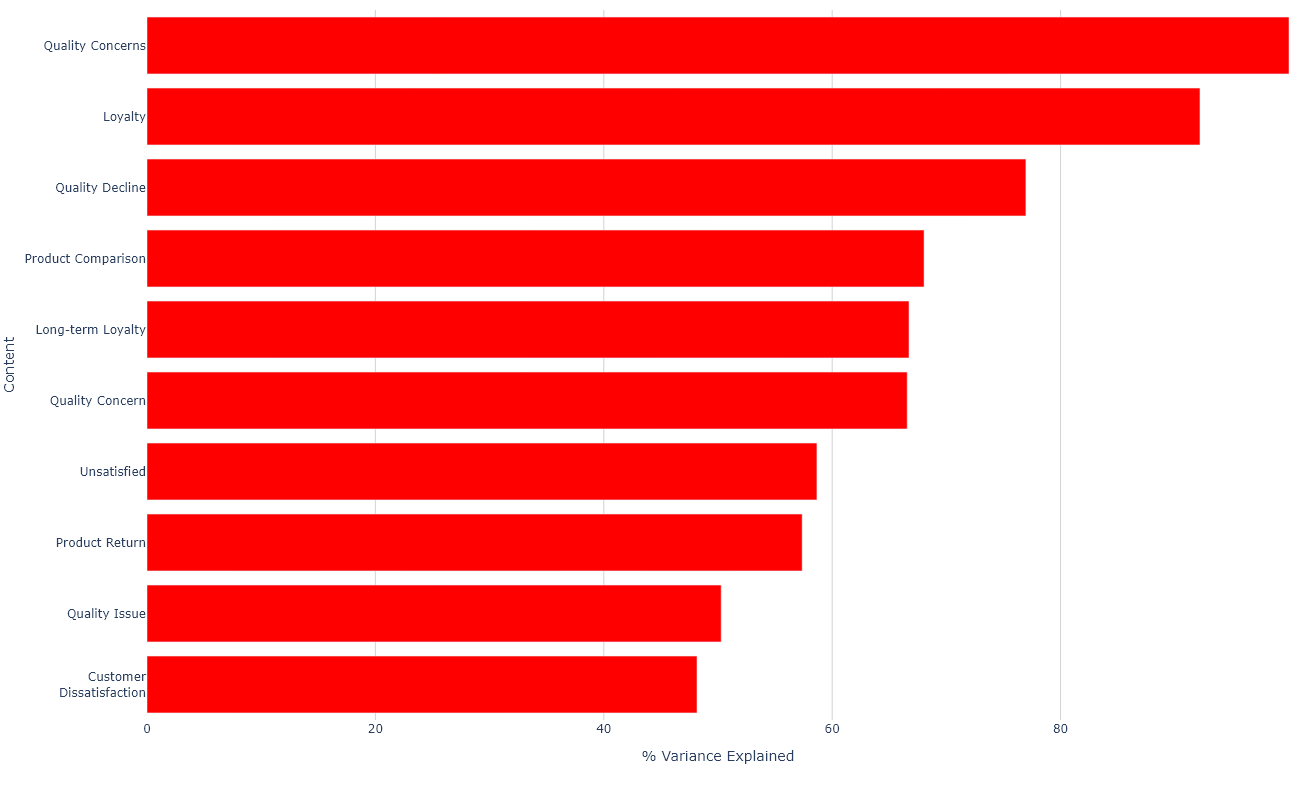 Quality Concerns
Loyalty
Quality Decline
Product Comparison
Long-term Loyalty
Quality Concern
Unsatisfied
Product Return
Quality Issue
Customer
Dissatisfaction
Content
0 20 40 60 80
% Variance Explained